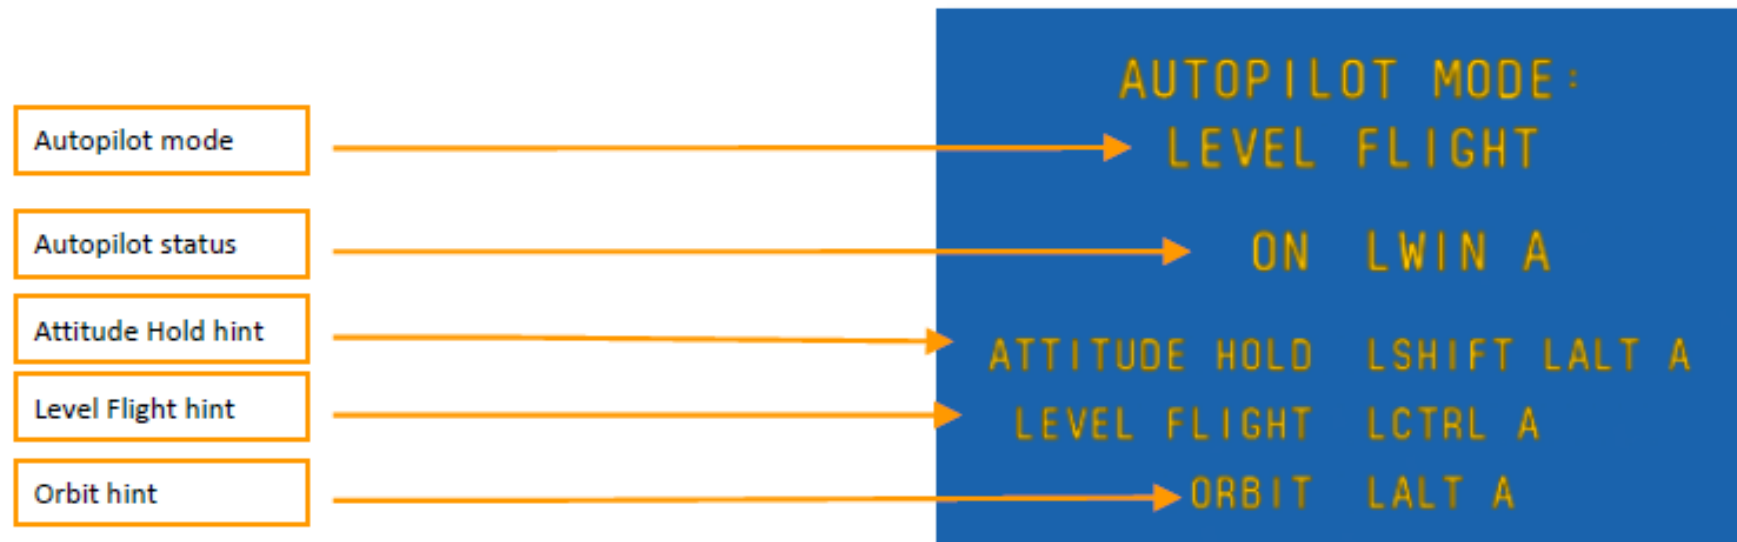 AUTOPILOT MODE:
Autopilot mode
LEVEL FLIGHT
Autopilot status
ON LWIN A
Attitude Hold hint
ATTITUDE HOLD LSHIFT LALT A
Level Flight hint
LEVEL FLIGHT LCTRL A
Orbit hint
ORBIT LALT A